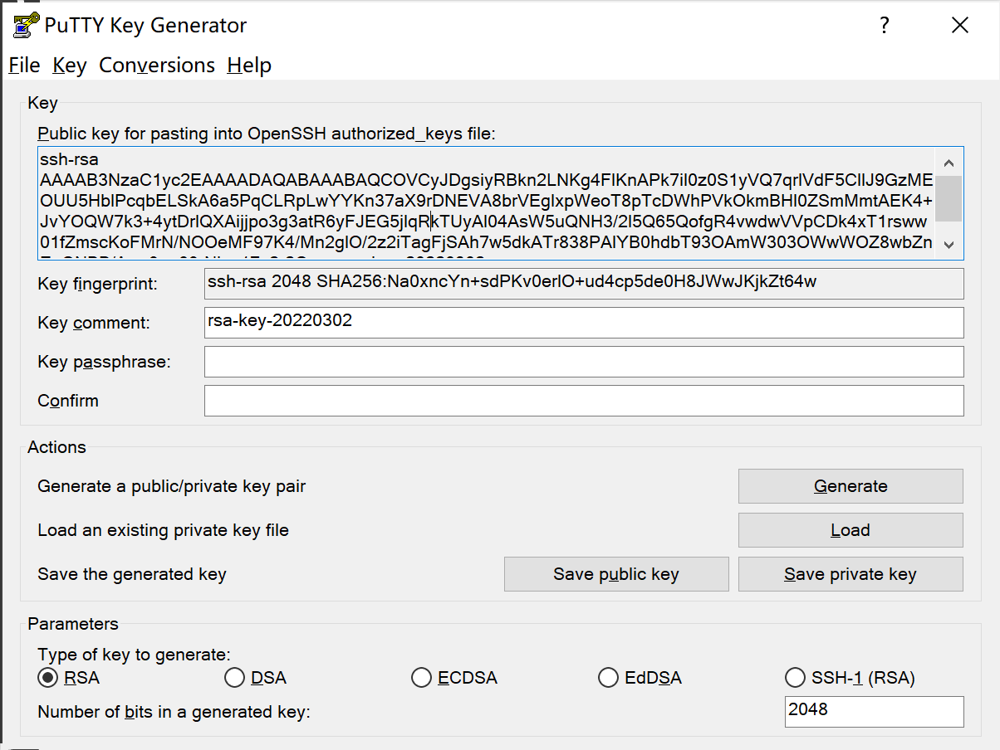 PuTTY Key Generator
?
File Key Conversions Help
Key
Public key for pasting into OpenSSH authorized_keys file:
ssh-rsa
AAAAB3NzaC1yc2EAAAADAQABAAABAQCOVCyJDgsiyRBkn2LNKg4FlKnAPk7il0z0S1yVQ7qrlVdF5ClIJ9GzME
OUU5HbIPcqbELSkA6a5PqCLRpLwYYKn37aX9rDNEVA8brVEglxpWeoT8pTcDWhPVkOkmBHl0ZSmMmtAEK4+
JvYOQW7k3+4ytDrlQXAijjpo3g3atR6yFJEG5jlqRkTUyAl04AsW5uQNH3/2I5Q65QofgR4vwdwVVpCDk4xT1rsww
01fZmscKoFMrN/NOOeMF97K4/Mn2glO/2z2iTagFjSAh7w5dkATr838PAlYB0hdbT93OAmW303OWwWOZ8wbZn
Key fingerprint:
ssh-rsa 2048 SHA256:Na0xncYn+sdPKv0erlO+ud4cp5de0H8JWwJKjkZt64w
Key comment:
rsa-key-20220302
Key passphrase:
Confirm
Actions
Generate a public/private key pair
Generate
Load an existing private key file
Load
Save the generated key
Save public key
Save private key
Parameters
Type of key to generate:
RSA DSA ECDSA EdDSA SSH-1 (RSA)
Number of bits in a generated key:
2048